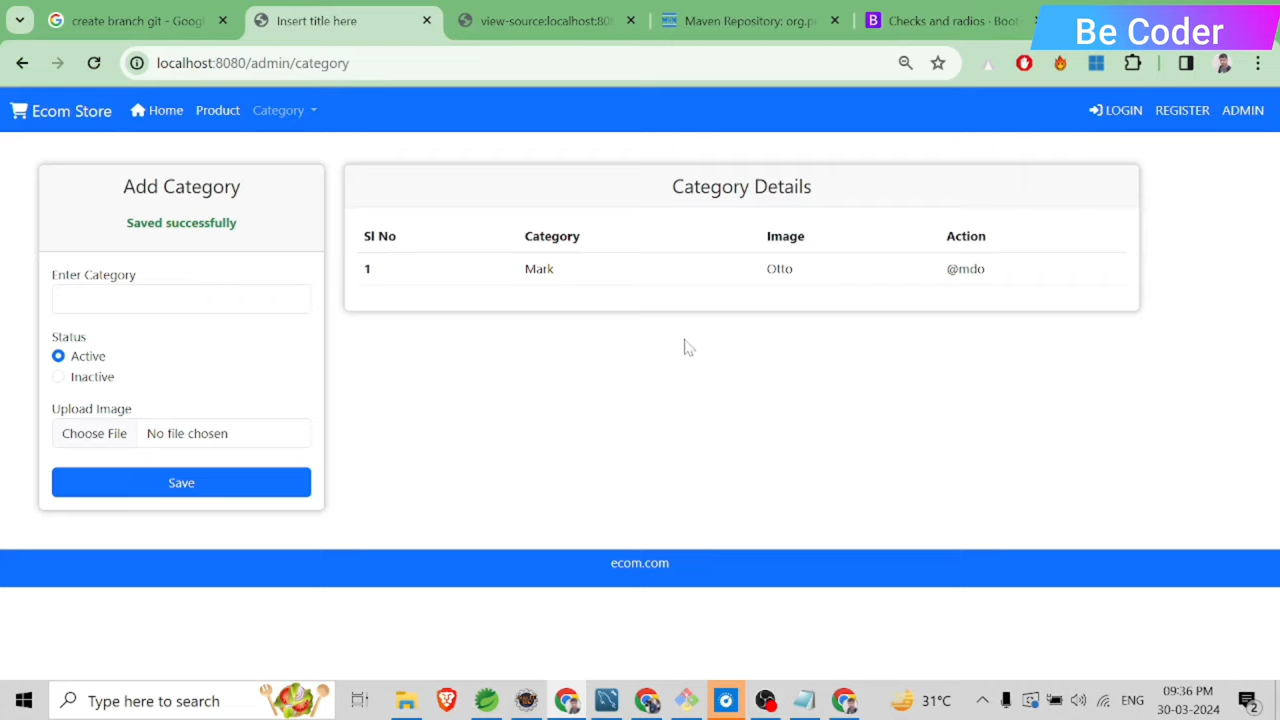 create branch git - Googl
Insert title here
view-source:localhost:80
Maven Repository: org.p
Checks and radios · Boot
Be Coder
localhost:8080/admin/category
Ecom Store
Home
Product
Category
LOGIN
REGISTER
ADMIN
Add Category
Saved successfully
Enter Category
Status
Active
Inactive
Upload Image
Choose File No file chosen
Save
Category Details
Sl No Category Image Action
1 Mark Otto @mdo
ecom.com
Type here to search
31°C
ENG
09:36 PM
30-03-2024
2